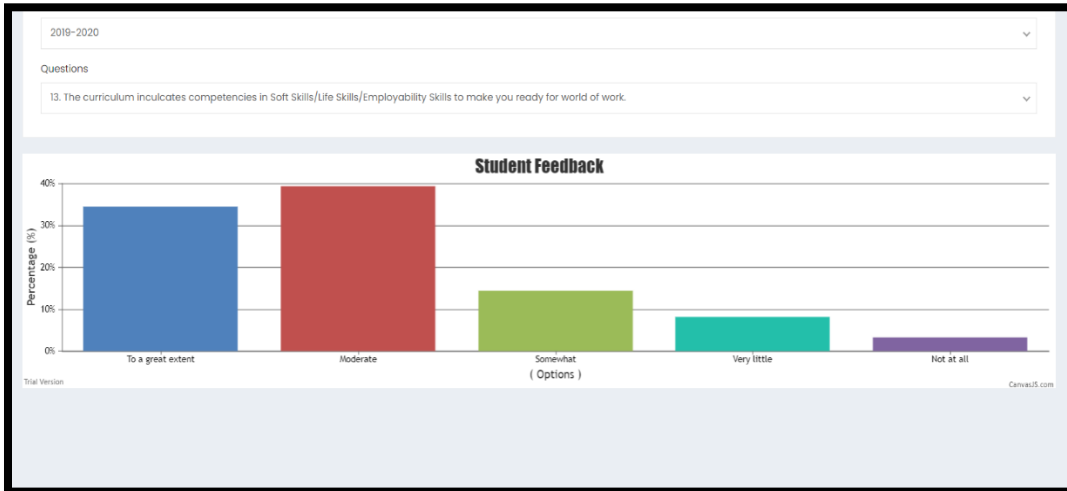 2019-2020
Questions
13. The curriculum inculcates competencies in Soft Skills/Life Skills/Employability Skills to make you ready for world of work.
Student Feedback
40%
30%
20%
10%
0%
Percentage (%)
To a great extent
Moderate
Somewhat
Very little
Not at all
( Options )
Trial Version
CanvasJS.com